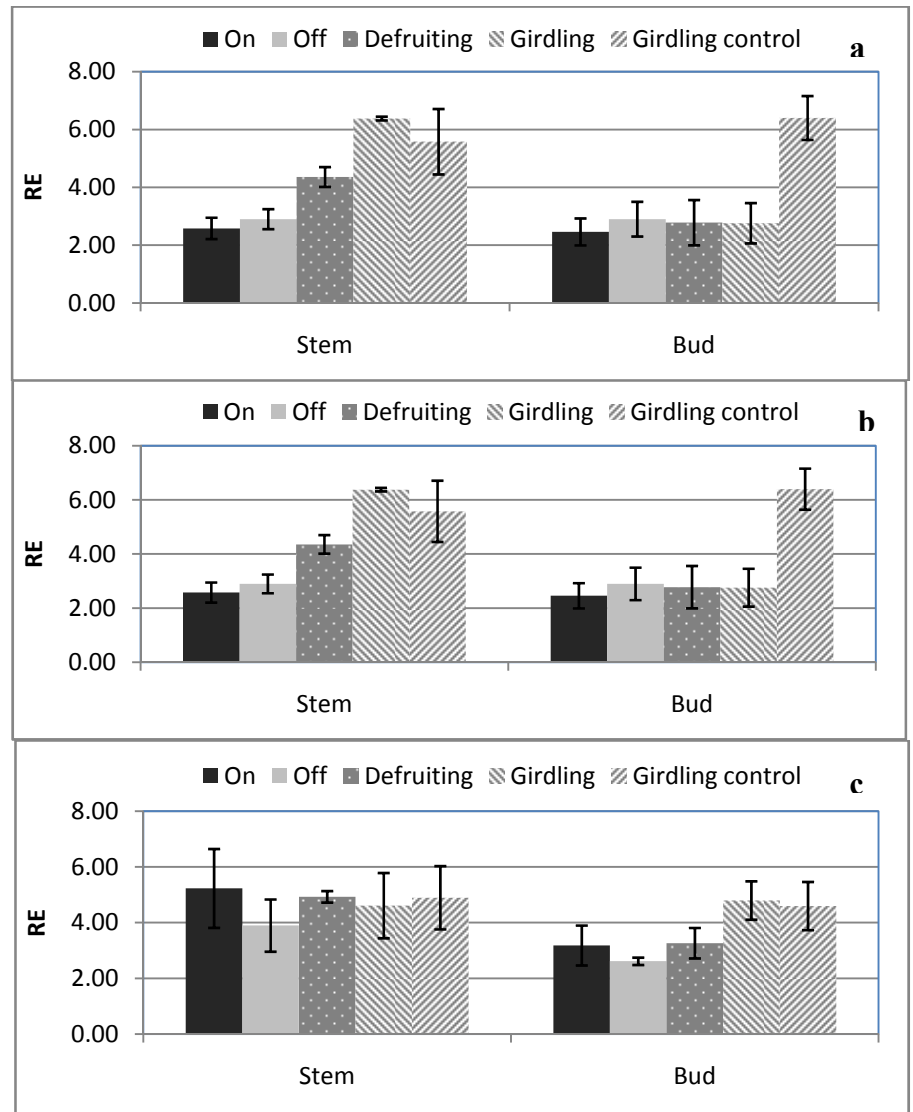 On Off Defruiting Girdling Girdling control
a
8.00
6.00
4.00
2.00
0.00
RE
Stem Bud
On Off Defruiting Girdling Girdling control
b
8.00
6.00
4.00
2.00
0.00
RE
Stem Bud
On Off Defruiting Girdling Girdling control
c
8.00
6.00
4.00
2.00
0.00
RE
Stem Bud